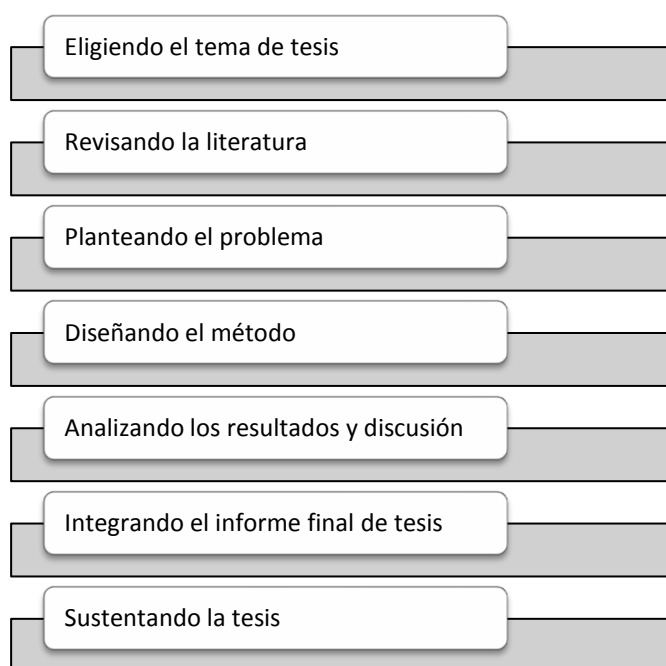 Eligiendo el tema de tesis
Revisando la literatura
Planteando el problema
Diseñando el método
Analizando los resultados y discusión
Integrando el informe final de tesis
Sustentando la tesis